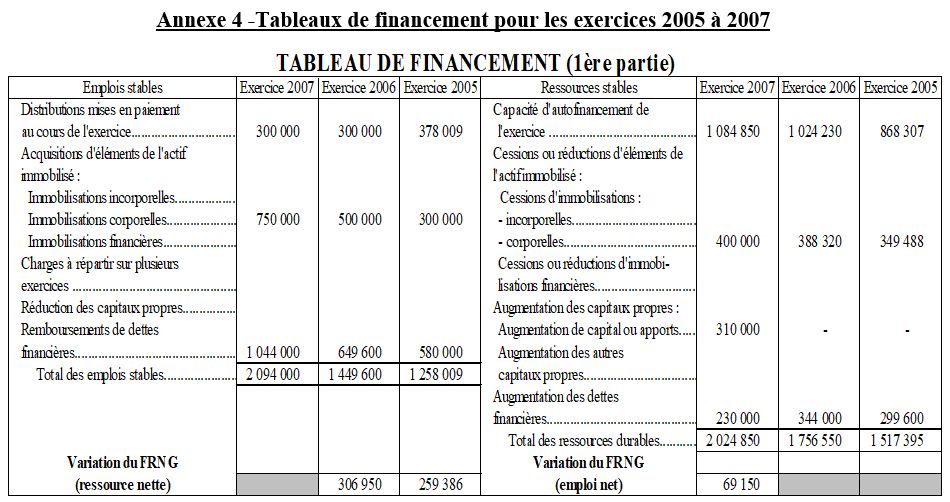 Annexe 4 -Tableaux de financement pour les exercices 2005 à 2007
TABLEAU DE FINANCEMENT (1ère partie)
Emplois stables Exercice 2007 Exercice 2006 Exercice 2005 Ressources stables Exercice 2007 Exercice 2006 Exercice 2005
Distributions mises en paiement Capacité d'autofinancement de
au cours de l'exercice 300 000 300 000 378 009 l'exercice 1 084 850 1 024 230 868 307
Acquisitions d'éléments de l'actif Cessions ou réductions d'éléments de
immobilisé : l'actif immobilisé :
Immobilisations incorporelles Cessions d'immobilisations :
Immobilisations corporelles 750 000 500 000 300 000 - incorporelles
Immobilisations financières - corporelles 400 000 388 320 349 488
Charges à répartir sur plusieurs Cessions ou réductions d'immobi-
exercices lisations financières
Réduction des capitaux propres Augmentation des capitaux propres :
Remboursements de dettes Augmentation de capital ou apports 310 000 - -
financières 1 044 000 649 600 580 000 Augmentation des autres
Total des emplois stables 2 094 000 1 449 600 1 258 009 capitaux propres
Augmentation des dettes
financières 230 000 344 000 299 600
Total des ressources durables 2 024 850 1 756 550 1 517 395
Variation du FRNG Variation du FRNG
(ressource nette) 306 950 259 386 (emploi net) 69 150